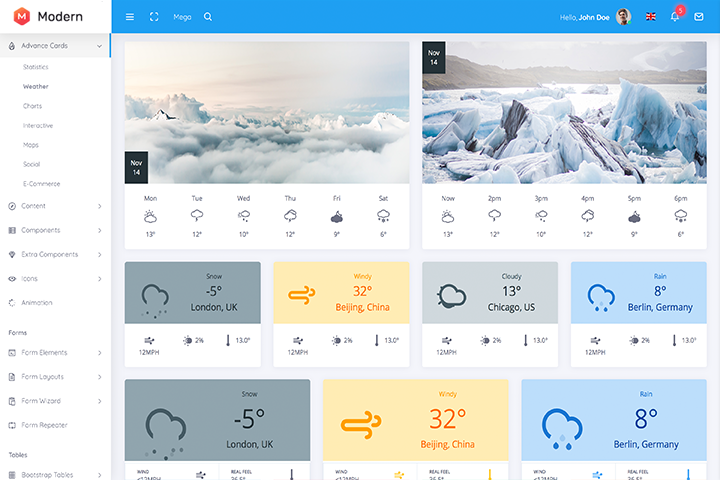 Modern
Mega
Hello, John Doe
5
Advance Cards
Statistics
Weather
Charts
Interactive
Maps
Social
E-Commerce
Content
Components
Extra Components
Icons
Animation
Forms
Form Elements
Form Layouts
Form Wizard
Form Repeater
Tables
Bootstrap Tables
Nov
14
Mon Tue Wed Thu Fri Sat
13° 12° 10° 12° 9° 6°
Nov
14
Now 2pm 3pm 4pm 5pm 6pm
13° 12° 10° 12° 9° 6°
Snow
-5°
London, UK
12MPH 2% 13.0°
Windy
32°
Beijing, China
12MPH 2% 13.0°
Cloudy
13°
Chicago, US
12MPH 2% 13.0°
Rain
8°
Berlin, Germany
12MPH 2% 13.0°
Snow
-5°
London, UK
WIND REAL FEEL
Windy
32°
Beijing, China
WIND REAL FEEL
Rain
8°
Berlin, Germany
WIND REAL FEEL